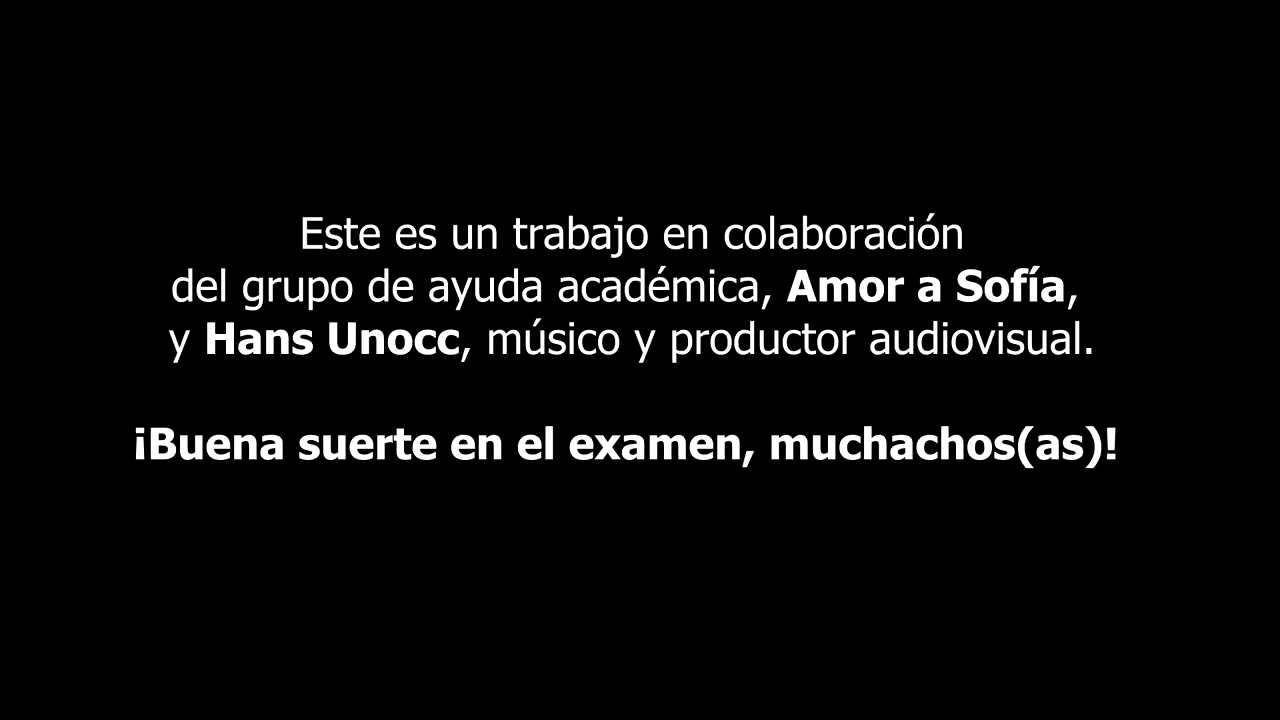 Este es un trabajo en colaboración
del grupo de ayuda académica, Amor a Sofía,
y Hans Unocc, músico y productor audiovisual.
¡Buena suerte en el examen, muchachos(as)!